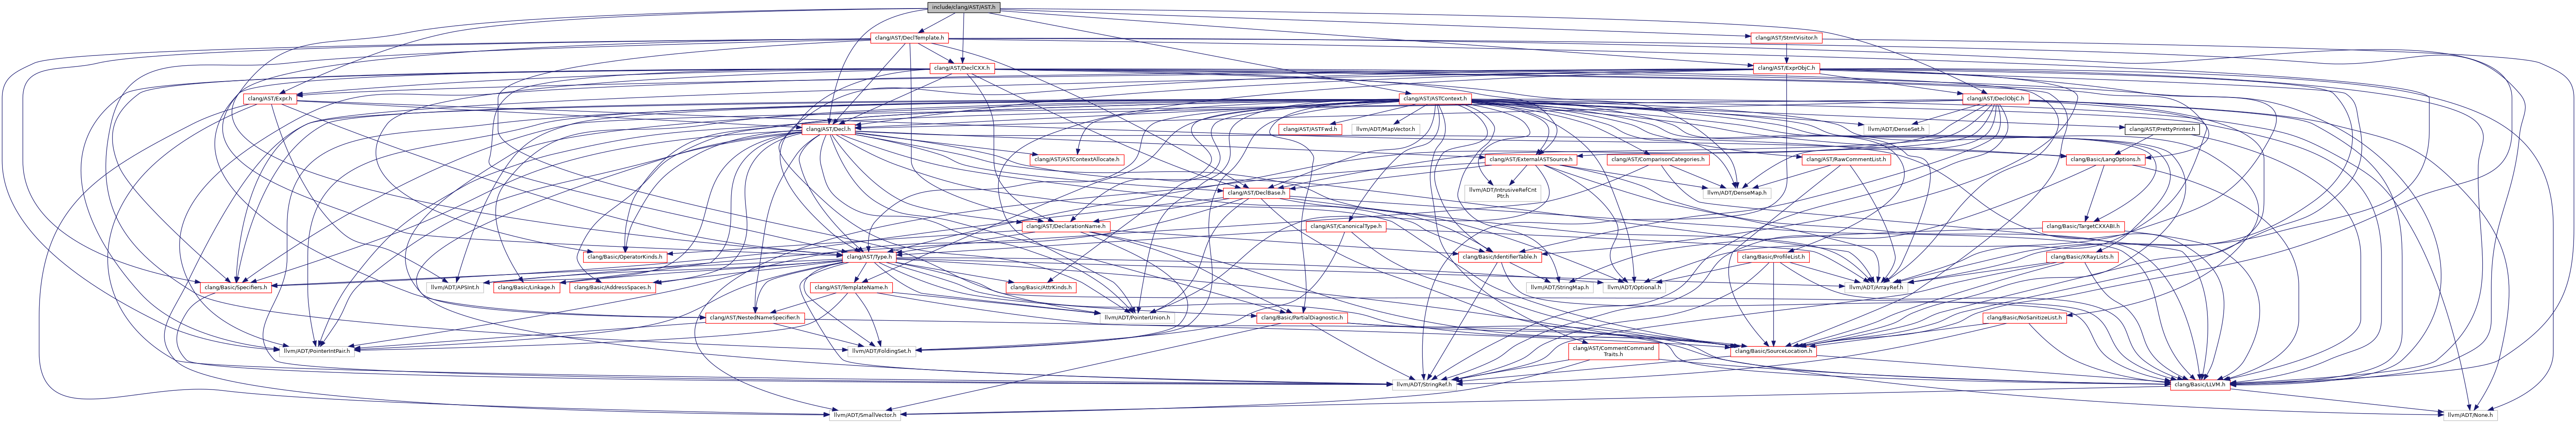 include/clang/AST/AST.h
clang/AST/DeclTemplate.h
clang/AST/StmtVisitor.h
clang/AST/DeclCXX.h
clang/AST/ExprObjC.h
clang/AST/Expr.h
clang/AST/ASTContext.h
clang/AST/DeclObjC.h
clang/AST/Decl.h
clang/AST/ASTFwd.h
llvm/ADT/MapVector.h
llvm/ADT/DenseSet.h
clang/AST/PrettyPrinter.h
clang/AST/ASTContextAllocate.h
clang/AST/ExternalASTSource.h
clang/AST/ComparisonCategories.h
clang/AST/RawCommentList.h
clang/Basic/LangOptions.h
clang/AST/DeclBase.h
llvm/ADT/IntrusiveRefCnt
Ptr.h
llvm/ADT/DenseMap.h
clang/AST/DeclarationName.h
clang/AST/CanonicalType.h
clang/Basic/TargetCXXABI.h
clang/Basic/OperatorKinds.h
clang/AST/Type.h
clang/Basic/IdentifierTable.h
clang/Basic/ProfileList.h
clang/Basic/XRayLists.h
clang/Basic/Specifiers.h
llvm/ADT/APSInt.h
clang/Basic/Linkage.h
clang/Basic/AddressSpaces.h
clang/AST/TemplateName.h
clang/Basic/AttrKinds.h
llvm/ADT/StringMap.h
llvm/ADT/Optional.h
llvm/ADT/ArrayRef.h
clang/AST/NestedNameSpecifier.h
llvm/ADT/PointerUnion.h
clang/Basic/PartialDiagnostic.h
clang/Basic/NoSanitizeList.h
llvm/ADT/PointerIntPair.h
llvm/ADT/FoldingSet.h
clang/AST/CommentCommand
Traits.h
clang/Basic/SourceLocation.h
llvm/ADT/StringRef.h
clang/Basic/LLVM.h
llvm/ADT/SmallVector.h
llvm/ADT/None.h